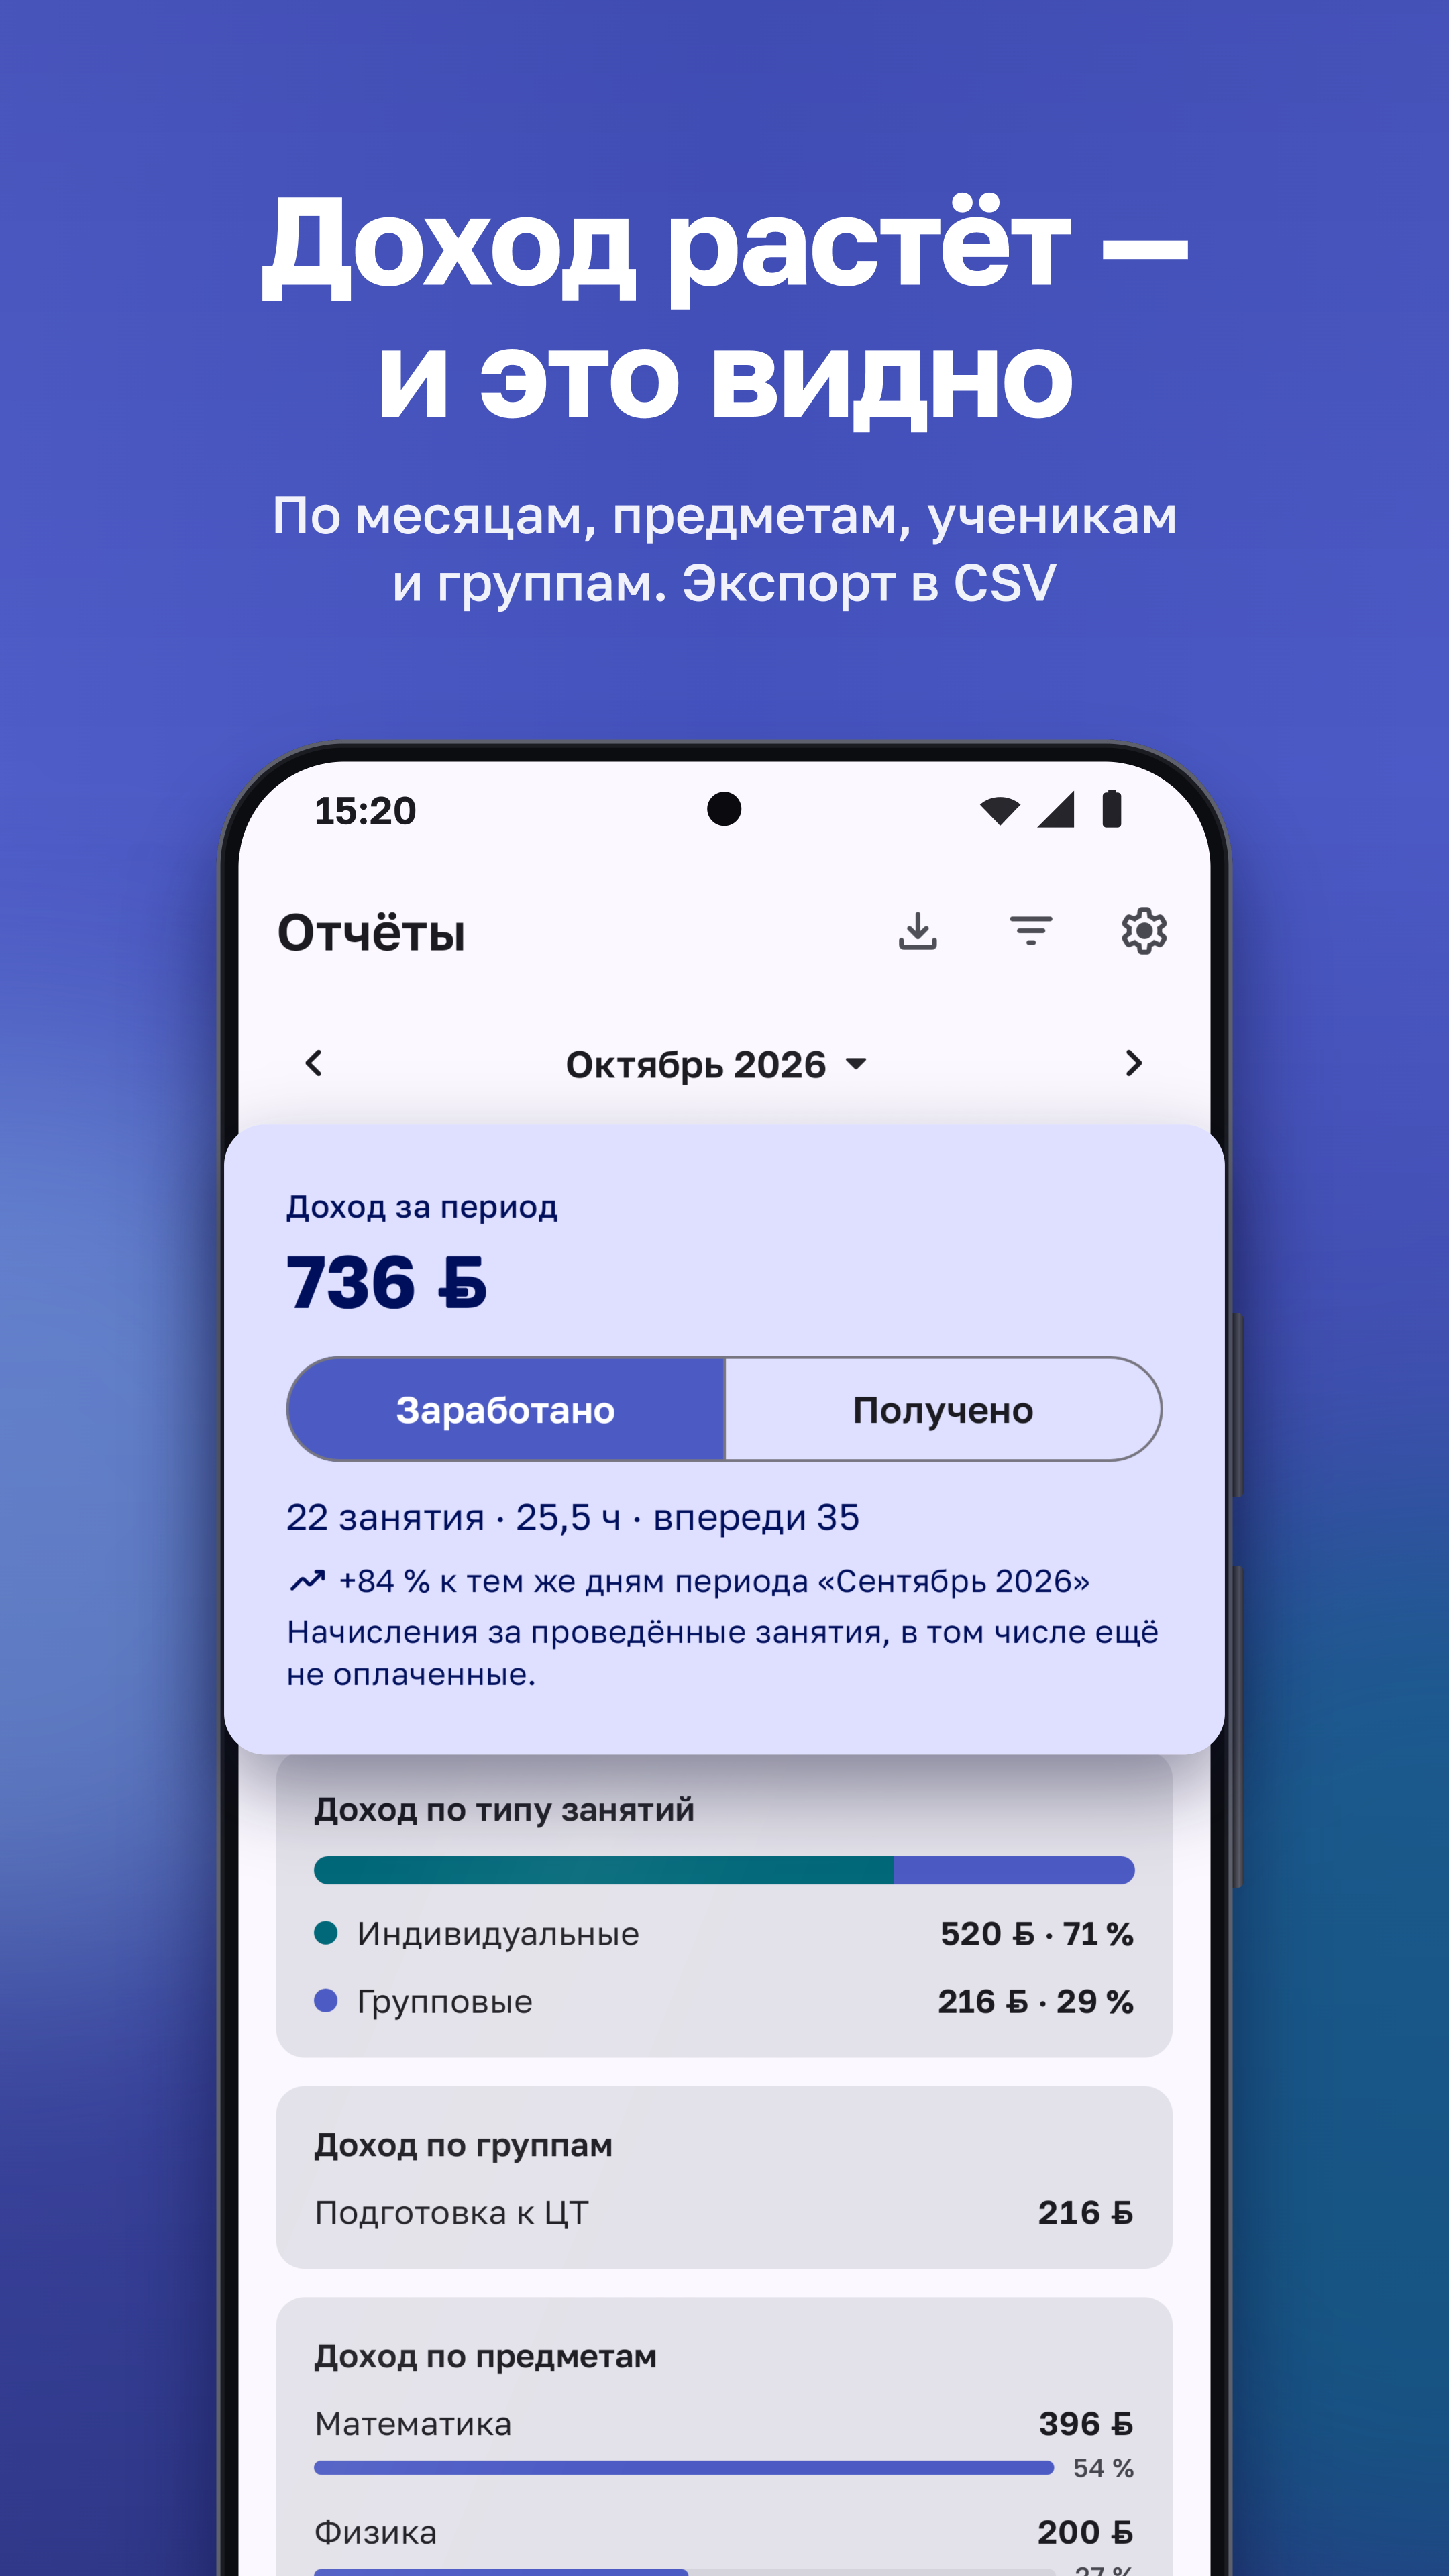 Доход растёт —
и это видно
По месяцам, предметам, ученикам
и группам. Экспорт в CSV
15:20
Отчёты
Октябрь 2026
Доход за период
736 Ƃ
Заработано
Получено
22 занятия · 25,5 ч · впереди 35
+84 % к тем же дням периода «Сентябрь 2026»
Начисления за проведённые занятия, в том числе ещё
не оплаченные.
Доход по типу занятий
Индивидуальные 520 Ƃ · 71 %
Групповые 216 Ƃ · 29 %
Доход по группам
Подготовка к ЦТ 216 Ƃ
Доход по предметам
Математика 396 Ƃ
54 %
Физика 200 Ƃ
27 %